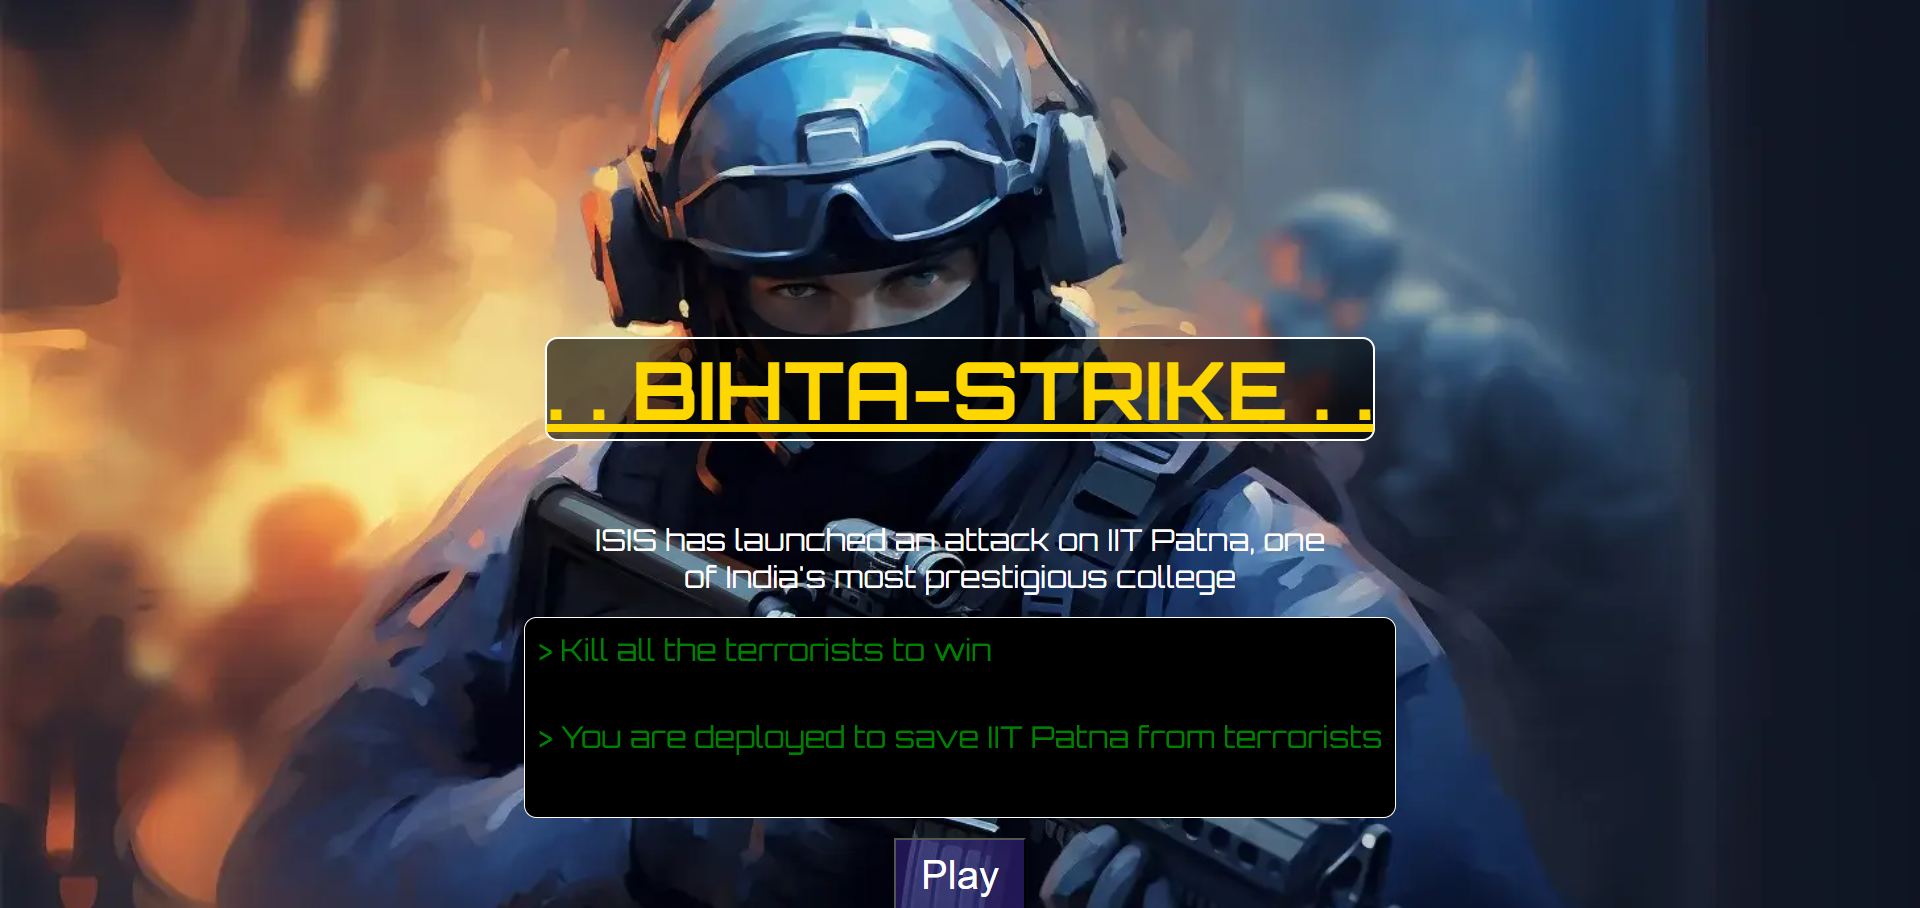 . . BIHTA-STRIKE . .
ISIS has launched an attack on IIT Patna, one
of India's most prestigious college
> Kill all the terrorists to win
> You are deployed to save IIT Patna from terrorists
Play